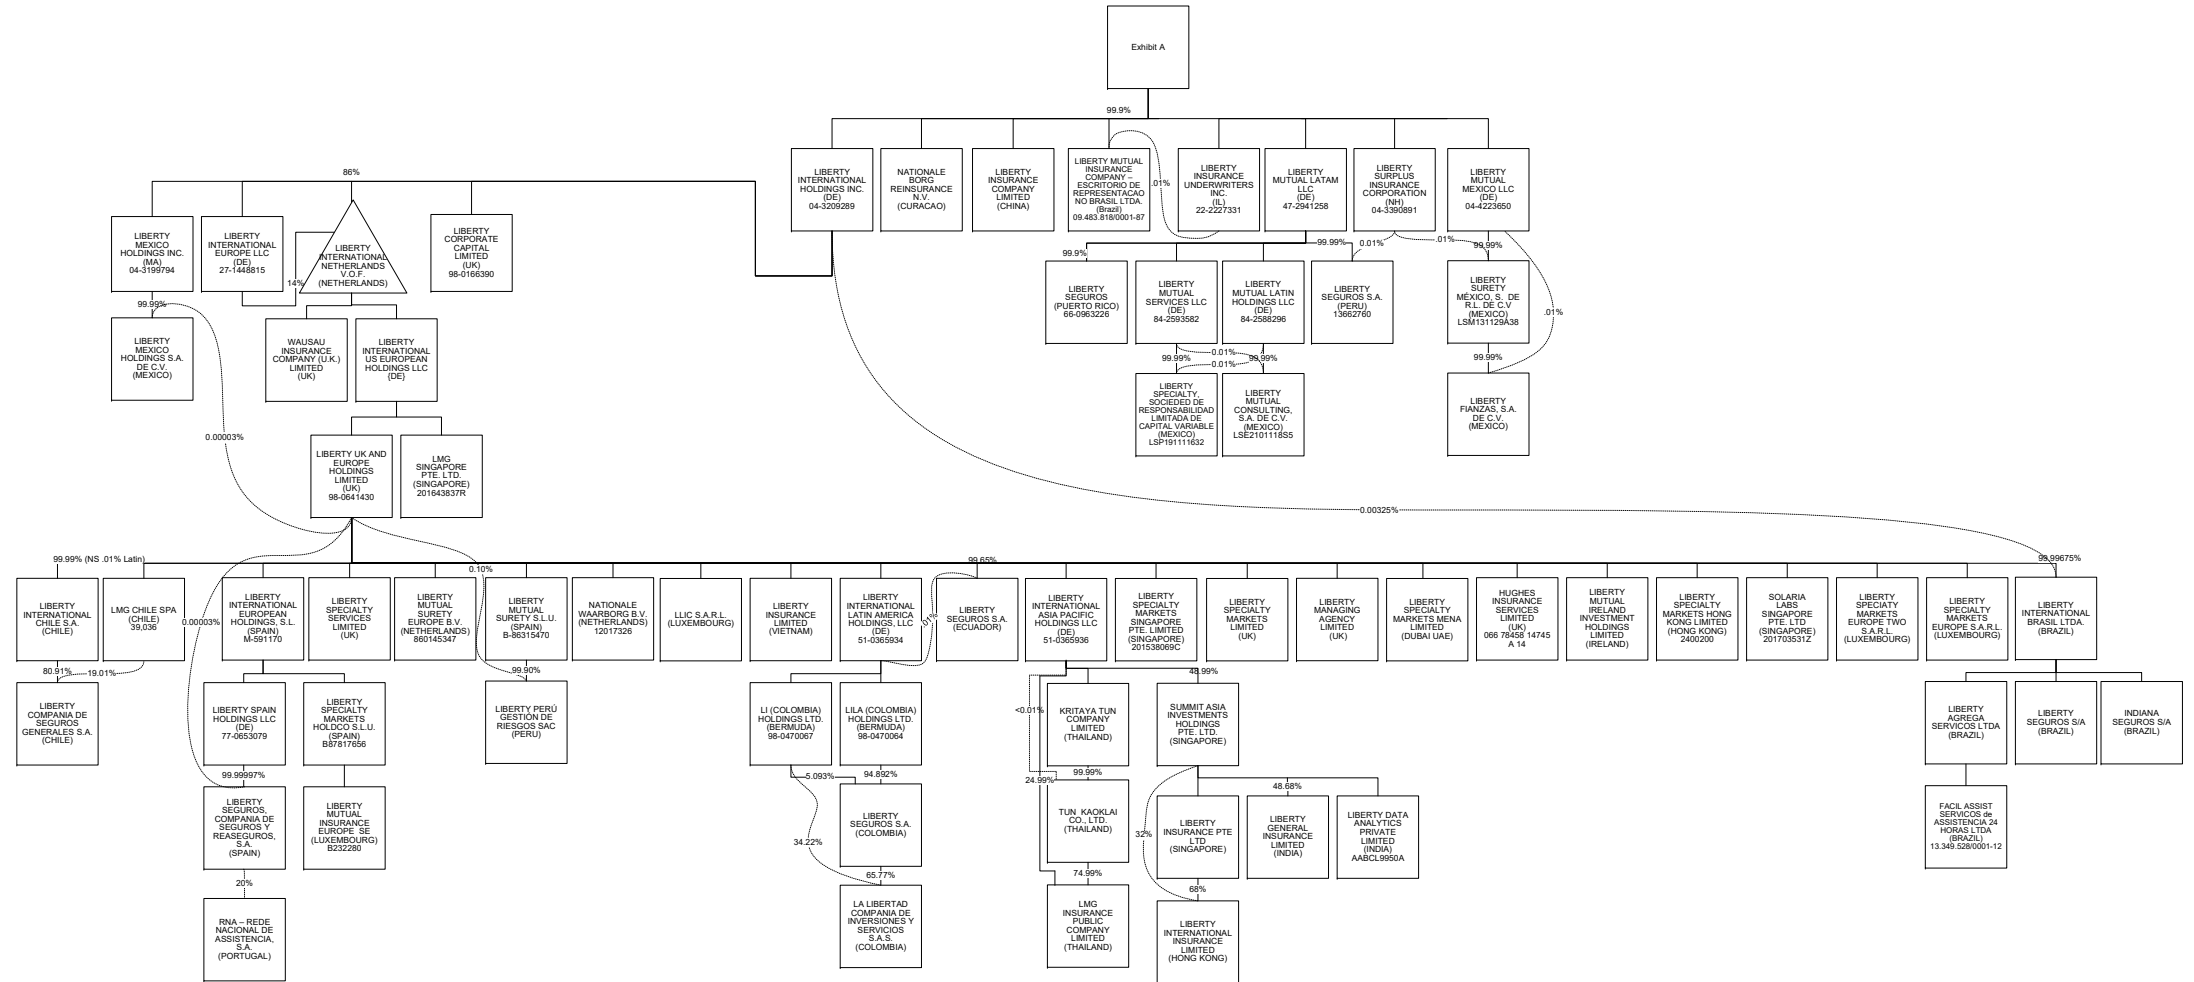 Exhibit A
99.9%
LIBERTY
INTERNATIONAL
HOLDINGS INC.
(DE)
04-3209289
NATIONALE
BORG
REINSURANCE
N.V.
(CURACAO)
LIBERTY
INSURANCE
COMPANY
LIMITED
(CHINA)
LIBERTY MUTUAL
INSURANCE
COMPANY –
ESCRITORIO DE
REPRESENTACAO
NO BRASIL LTDA.
(Brazil)
09.483.818/0001-87
.01%
LIBERTY
INSURANCE
UNDERWRITERS
INC.
(IL)
22-2227331
LIBERTY
MUTUAL LATAM
LLC
(DE)
47-2941258
LIBERTY
SURPLUS
INSURANCE
CORPORATION
(NH)
04-3390891
LIBERTY
MUTUAL
MEXICO LLC
(DE)
04-4223650
86%
LIBERTY
MEXICO
HOLDINGS INC.
(MA)
04-3199794
LIBERTY
INTERNATIONAL
EUROPE LLC
(DE)
27-1448815
14%
LIBERTY
INTERNATIONAL
NETHERLANDS
V.O.F.
(NETHERLANDS)
LIBERTY
CORPORATE
CAPITAL
LIMITED
(UK)
98-0166390
99.9%
99.99%
0.01%
.01%
99.99%
LIBERTY
SEGUROS
(PUERTO RICO)
66-0963226
LIBERTY
MUTUAL
SERVICES LLC
(DE)
84-2593582
LIBERTY
MUTUAL LATIN
HOLDINGS LLC
(DE)
84-2588296
LIBERTY
SEGUROS S.A.
(PERU)
13662760
LIBERTY
SURETY
MÉXICO, S. DE
R.L. DE C.V
(MEXICO)
LSM131129A38
.01%
99.99%
LIBERTY
MEXICO
HOLDINGS S.A.
DE C.V.
(MEXICO)
WAUSAU
INSURANCE
COMPANY (U.K.)
LIMITED
(UK)
LIBERTY
INTERNATIONAL
US EUROPEAN
HOLDINGS LLC
{DE}
99.99%
0.01%
0.01%
99.99%
99.99%
LIBERTY
SPECIALTY,
SOCIEDED DE
RESPONSABILIDAD
LIMITADA DE
CAPITAL VARIABLE
(MEXICO)
LSP191111632
LIBERTY
MUTUAL
CONSULTING,
S.A. DE C.V.
(MEXICO)
LSE2101118S5
LIBERTY
FIANZAS, S.A.
DE C.V.
(MEXICO)
0.00003%
LIBERTY UK AND
EUROPE
HOLDINGS
LIMITED
(UK)
98-0641430
LMG
SINGAPORE
PTE. LTD.
(SINGAPORE)
201643837R
0.00325%
99.99% (NS .01% Latin)
0.10%
99.65%
99.99675%
LIBERTY
INTERNATIONAL
CHILE S.A.
(CHILE)
LMG CHILE SPA
(CHILE)
39,036
0.00003%
LIBERTY
INTERNATIONAL
EUROPEAN
HOLDINGS, S.L.
(SPAIN)
M-591170
LIBERTY
SPECIALTY
SERVICES
LIMITED
(UK)
LIBERTY
MUTUAL
SURETY
EUROPE B.V.
(NETHERLANDS)
860145347
LIBERTY
MUTUAL
SURETY S.L.U.
(SPAIN)
B-86315470
NATIONALE
WAARBORG B.V.
(NETHERLANDS)
12017326
LLIC S.A.R.L.
(LUXEMBOURG)
LIBERTY
INSURANCE
LIMITED
(VIETNAM)
LIBERTY
INTERNATIONAL
LATIN AMERICA
HOLDINGS, LLC
(DE)
51-0365934
.01%
LIBERTY
SEGUROS S.A.
(ECUADOR)
LIBERTY
INTERNATIONAL
ASIA PACIFIC
HOLDINGS LLC
(DE)
51-0365936
LIBERTY
SPECIALTY
MARKETS
SINGAPORE
PTE. LIMITED
(SINGAPORE)
201538069C
LIBERTY
SPECIALTY
MARKETS
LIMITED
(UK)
LIBERTY
MANAGING
AGENCY
LIMITED
(UK)
LIBERTY
SPECIALTY
MARKETS MENA
LIMITED
(DUBAI UAE)
HUGHES
INSURANCE
SERVICES
LIMITED
(UK)
066 78458 14745
A 14
LIBERTY
MUTUAL
IRELAND
INVESTMENT
HOLDINGS
LIMITED
(IRELAND)
LIBERTY
SPECIALTY
MARKETS HONG
KONG LIMITED
(HONG KONG)
2400200
SOLARIA
LABS
SINGAPORE
PTE. LTD
(SINGAPORE)
201703531Z
LIBERTY
SPECIATY
MARKETS
EUROPE TWO
S.A.R.L.
(LUXEMBOURG)
LIBERTY
SPECIALTY
MARKETS
EUROPE S.A.R.L.
(LUXEMBOURG)
LIBERTY
INTERNATIONAL
BRASIL LTDA.
(BRAZIL)
80.91%
19.01%
99.90%
48.99%
LIBERTY
COMPANIA DE
SEGUROS
GENERALES S.A.
(CHILE)
LIBERTY SPAIN
HOLDINGS LLC
(DE)
77-0653079
LIBERTY
SPECIALTY
MARKETS
HOLDCO S.L.U.
(SPAIN)
B87817656
LIBERTY PERÚ
GESTIÓN DE
RIESGOS SAC
(PERU)
LI (COLOMBIA)
HOLDINGS LTD.
(BERMUDA)
98-0470067
LILA (COLOMBIA)
HOLDINGS LTD.
(BERMUDA)
98-0470064
<0.01%
KRITAYA TUN
COMPANY
LIMITED
(THAILAND)
SUMMIT ASIA
INVESTMENTS
HOLDINGS
PTE. LTD.
(SINGAPORE)
LIBERTY
AGREGA
SERVICOS LTDA
(BRAZIL)
LIBERTY
SEGUROS S/A
(BRAZIL)
INDIANA
SEGUROS S/A
(BRAZIL)
99.99997%
5.093%
94.892%
24.99%
99.99%
48.68%
LIBERTY
SEGUROS,
COMPANIA DE
SEGUROS Y
REASEGUROS,
S.A.
(SPAIN)
LIBERTY
MUTUAL
INSURANCE
EUROPE SE
(LUXEMBOURG)
B232280
34.22%
LIBERTY
SEGUROS S.A.
(COLOMBIA)
TUN KAOKLAI
CO., LTD.
(THAILAND)
32%
LIBERTY
INSURANCE PTE
LTD
(SINGAPORE)
LIBERTY
GENERAL
INSURANCE
LIMITED
(INDIA)
LIBERTY DATA
ANALYTICS
PRIVATE
LIMITED
(INDIA)
AABCL9950A
FACIL ASSIST
SERVICOS de
ASSISTENCIA 24
HORAS LTDA
(BRAZIL)
13.349.528/0001-12
20%
65.77%
74.99%
68%
RNA – REDE
NACIONAL DE
ASSISTENCIA,
S.A.
(PORTUGAL)
LA LIBERTAD
COMPANIA DE
INVERSIONES Y
SERVICIOS
S.A.S.
(COLOMBIA)
LMG
INSURANCE
PUBLIC
COMPANY
LIMITED
(THAILAND)
LIBERTY
INTERNATIONAL
INSURANCE
LIMITED
(HONG KONG)